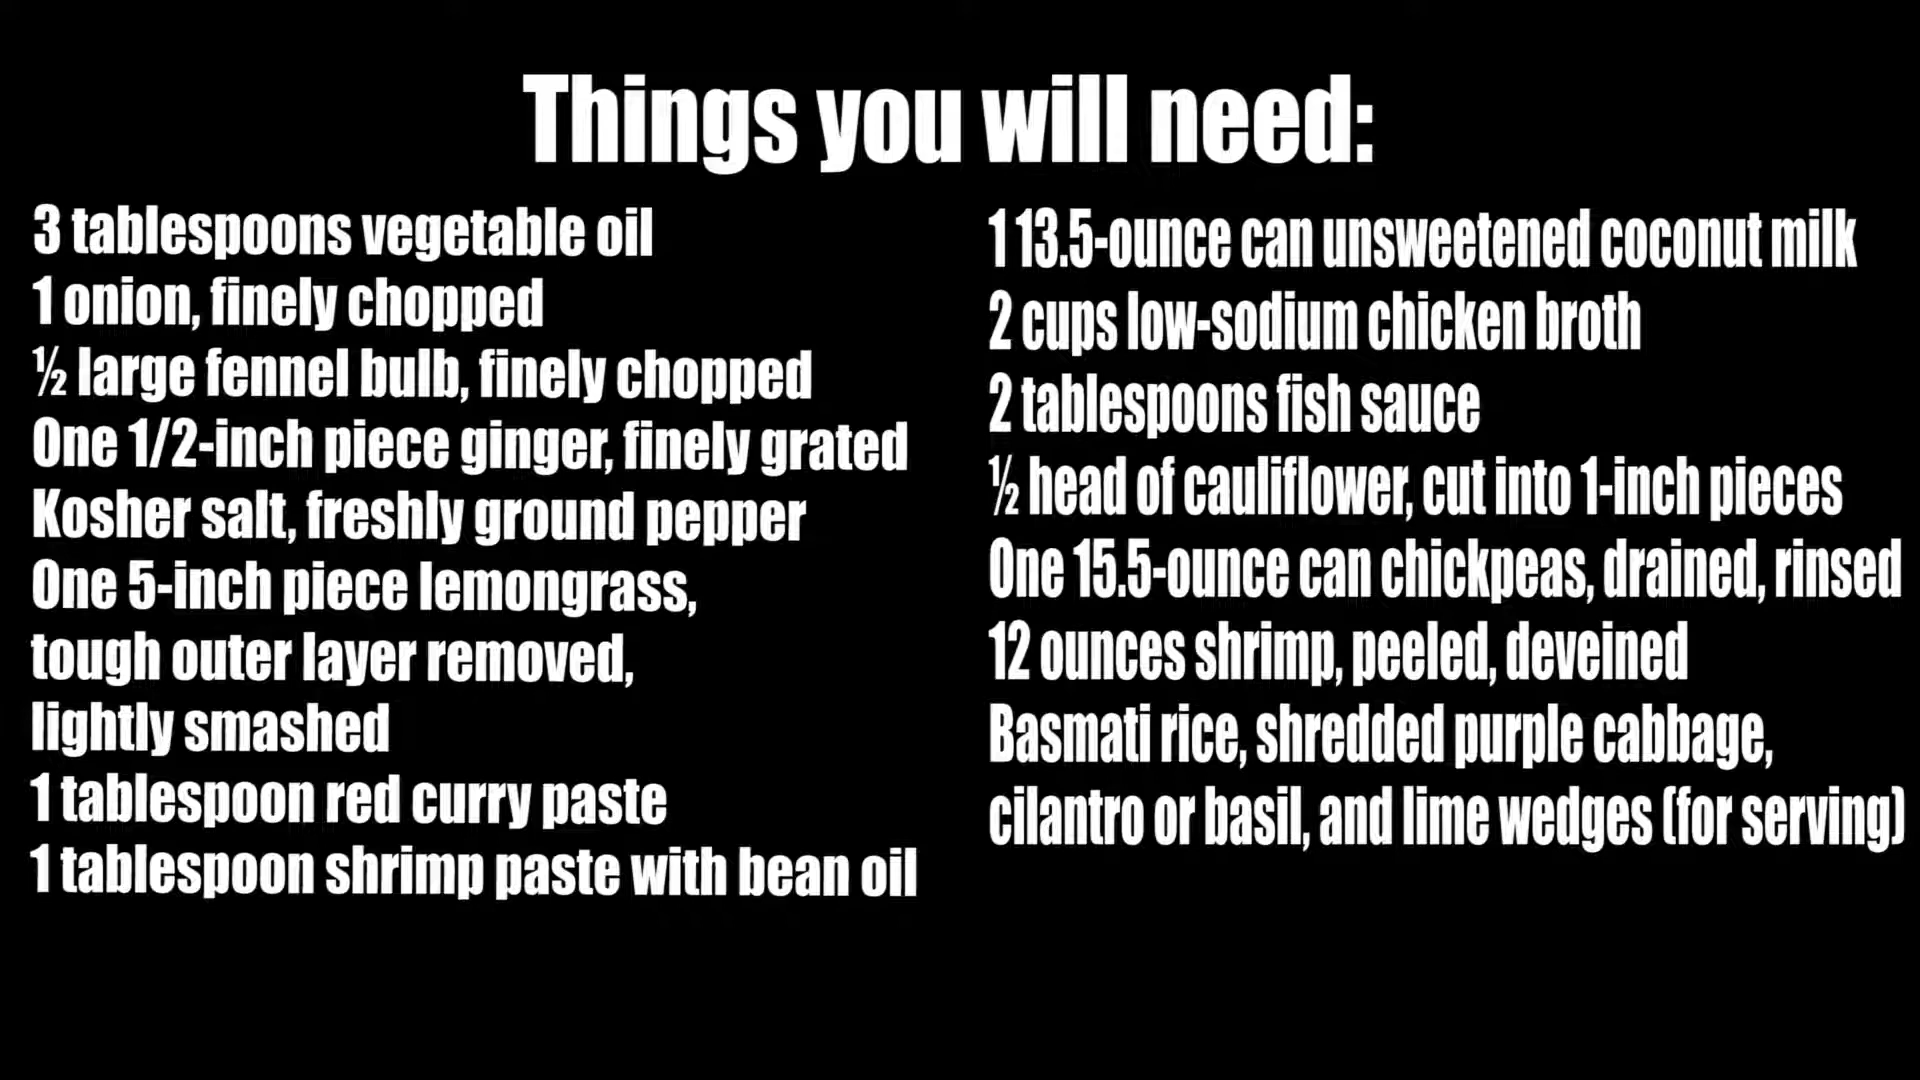 Things you will need:
3 tablespoons vegetable oil
1 onion, finely chopped
½ large fennel bulb, finely chopped
One 1/2-inch piece ginger, finely grated
Kosher salt, freshly ground pepper
One 5-inch piece lemongrass,
tough outer layer removed,
lightly smashed
1 tablespoon red curry paste
1 tablespoon shrimp paste with bean oil
1 13.5-ounce can unsweetened coconut milk
2 cups low-sodium chicken broth
2 tablespoons fish sauce
½ head of cauliflower, cut into 1-inch pieces
One 15.5-ounce can chickpeas, drained, rinsed
12 ounces shrimp, peeled, deveined
Basmati rice, shredded purple cabbage,
cilantro or basil, and lime wedges (for serving)